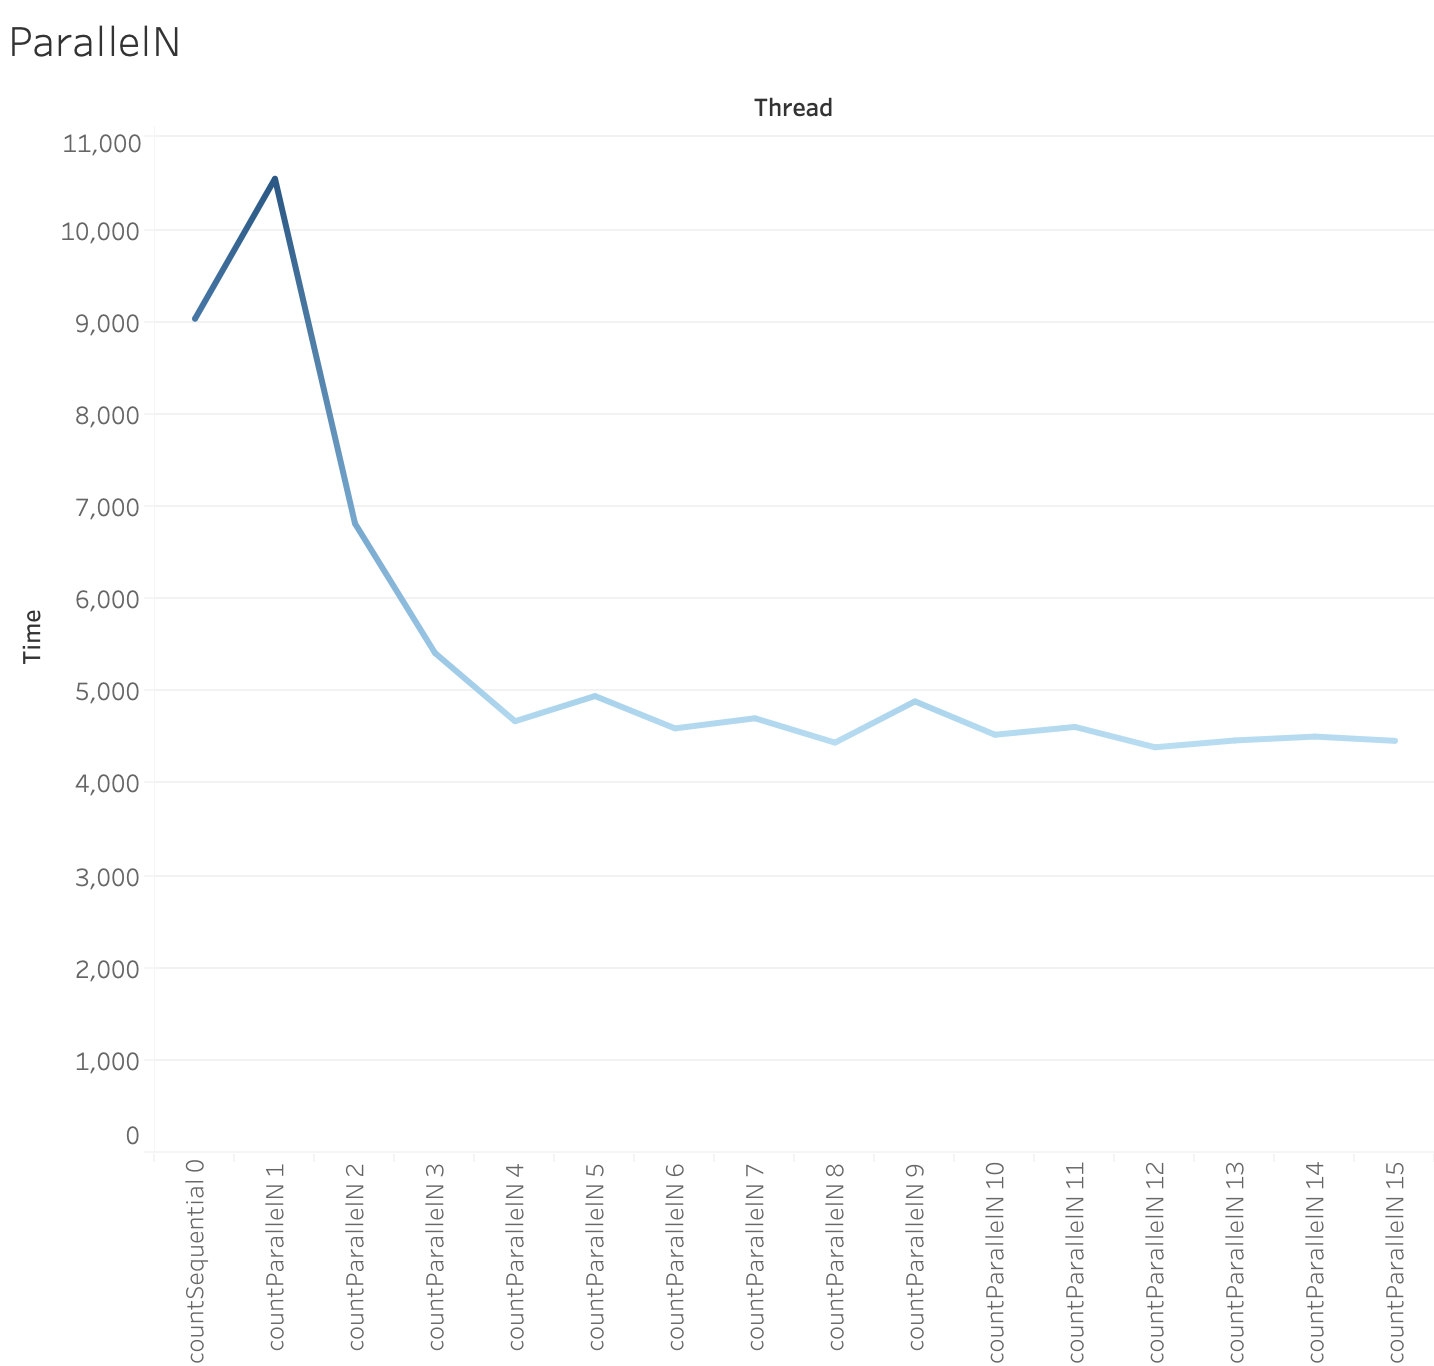 ParallelN
Thread
11,000
10,000
9,000
8,000
7,000
6,000
5,000
4,000
3,000
2,000
1,000
0
Time
countSequential 0
countParallelN 1
countParallelN 2
countParallelN 3
countParallelN 4
countParallelN 5
countParallelN 6
countParallelN 7
countParallelN 8
countParallelN 9
countParallelN 10
countParallelN 11
countParallelN 12
countParallelN 13
countParallelN 14
countParallelN 15